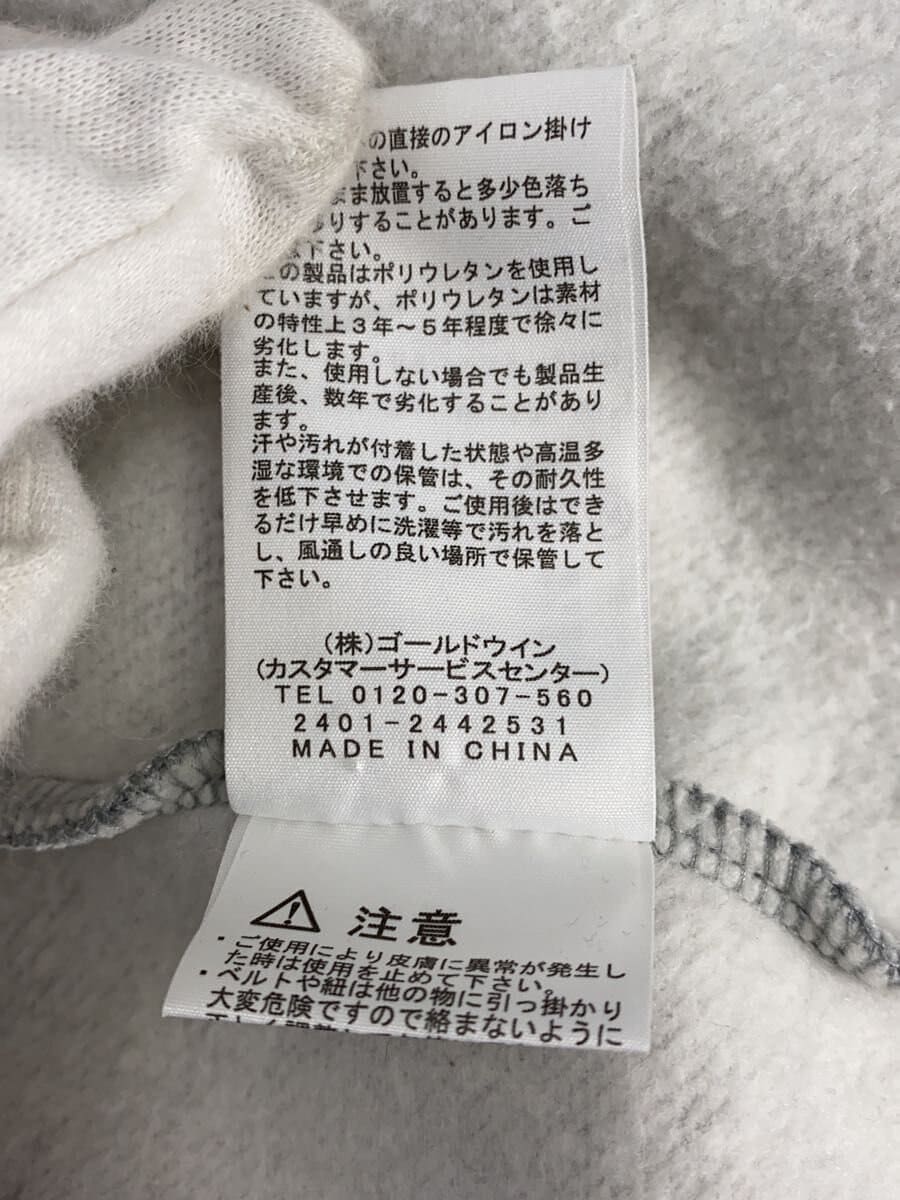 の直接のアイロン掛け
下さい。
まま放置すると多少色落ち
りすることがあります。ご
下さい。
の製品はポリウレタンを使用し
ていますが、ポリウレタンは素材
の特性上3年～5年程度で徐々に
劣化します。
また、使用しない場合でも製品生
産後、数年で劣化することがあり
ます。
汗や汚れが付着した状態や高温多
湿な環境での保管は、その耐久性
を低下させます。ご使用後はでき
るだけ早めに洗濯等で汚れを落と
し、風通しの良い場所で保管して
下さい。
(株)ゴールドウイン
(カスタマーサービスセンター)
TEL 0120-307-560
2401-2442531
MADE IN CHINA
注意
・ご使用により皮膚に異常が発生し
た時は使用を止めて下さい。
・ベルトや紐は他の物に引っ掛かり
大変危険ですので絡まないように